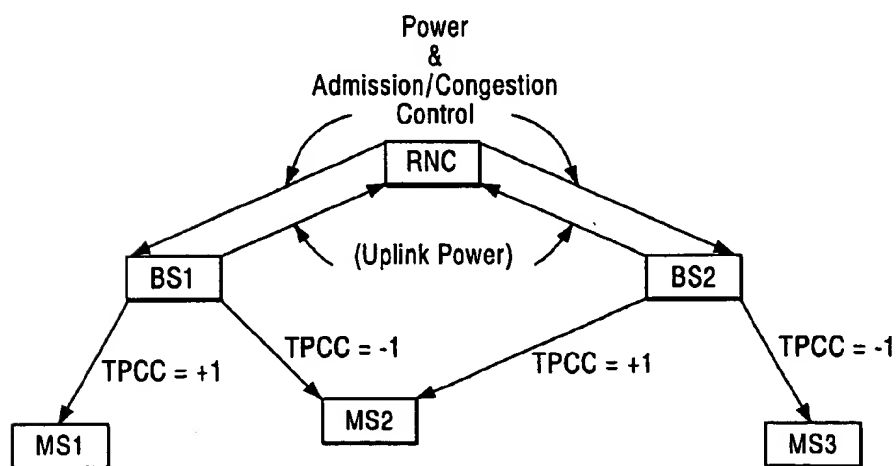 Power
&
Admission/Congestion
Control
RNC
(Uplink Power)
BS1
BS2
TPCC = +1
TPCC = -1
TPCC = +1
TPCC = -1
MS1
MS2
MS3